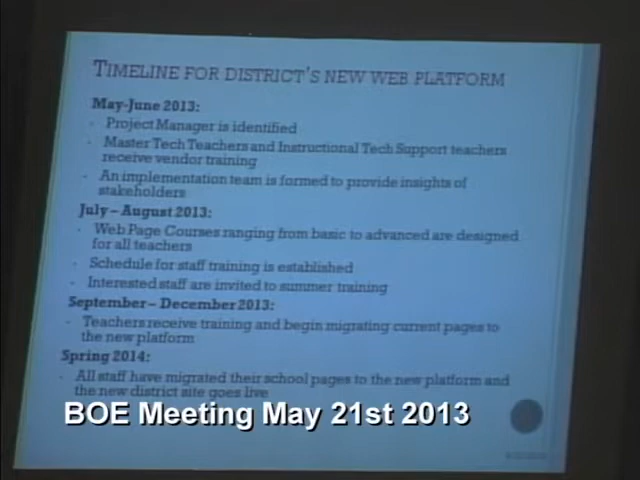 TIMELINE FOR DISTRICT'S NEW WEB PLATFORM
May-June 2013:
Project Manager is identified
Master Tech Teachers and Instructional Tech Support teachers
receive vendor training
An implementation team is formed to provide insights of
stakeholders
July – August 2013:
Web Page Courses ranging from basic to advanced are designed
for all teachers
Schedule for staff training is established
Interested staff are invited to summer training
September – December 2013:
Teachers receive training and begin migrating current pages to
the new platform
Spring 2014:
All staff have migrated their school pages to the new platform and
the new district site goes live
BOE Meeting May 21st 2013